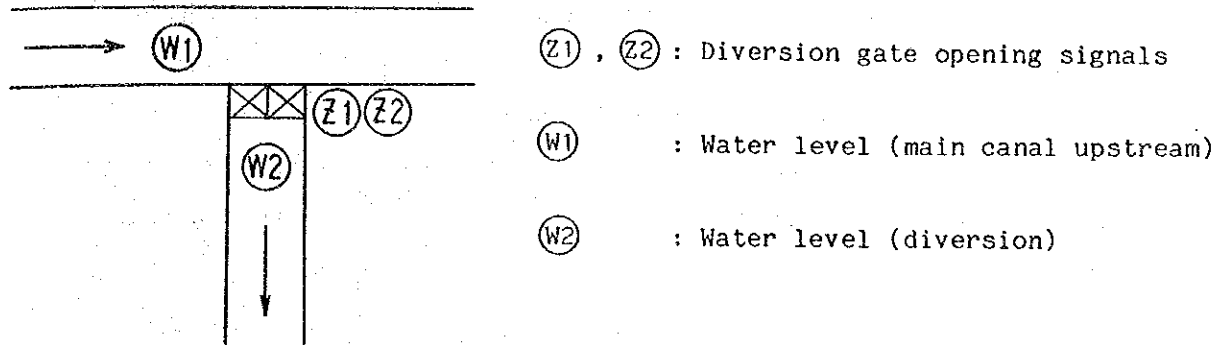 W1
Z1 Z2
W2
Z1 , Z2 : Diversion gate opening signals
W1 : Water level (main canal upstream)
W2 : Water level (diversion)